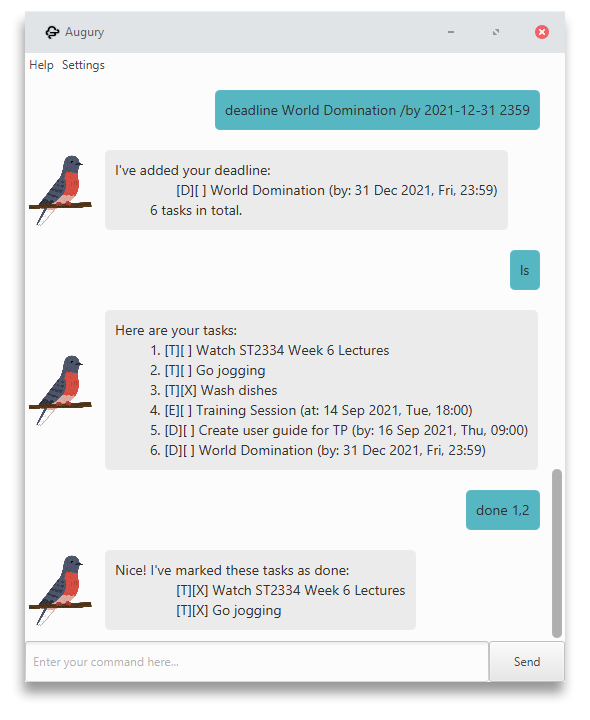 Augury
Help Settings
deadline World Domination /by 2021-12-31 2359
I've added your deadline:
[D][ ] World Domination (by: 31 Dec 2021, Fri, 23:59)
6 tasks in total.
ls
Here are your tasks:
1. [T][ ] Watch ST2334 Week 6 Lectures
2. [T][ ] Go jogging
3. [T][X] Wash dishes
4. [E][ ] Training Session (at: 14 Sep 2021, Tue, 18:00)
5. [D][ ] Create user guide for TP (by: 16 Sep 2021, Thu, 09:00)
6. [D][ ] World Domination (by: 31 Dec 2021, Fri, 23:59)
done 1,2
Nice! I've marked these tasks as done:
[T][X] Watch ST2334 Week 6 Lectures
[T][X] Go jogging
Enter your command here...
Send